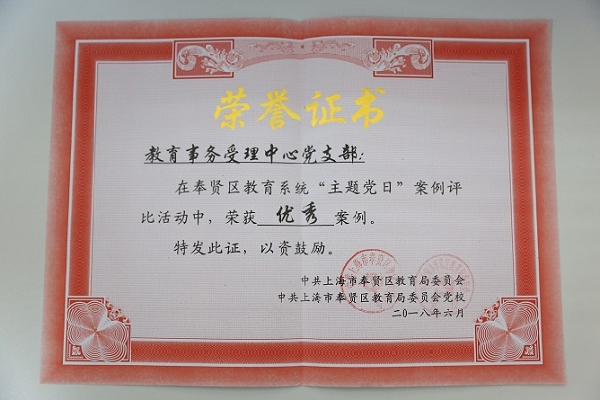 荣誉证书
教育事务受理中心党支部：
在奉贤区教育系统“主题党日”案例评
比活动中，荣获 优秀 案例。
特发此证，以资鼓励。
中共上海市奉贤区教育局委员会
中共上海市奉贤区教育局委员会党校
二〇一八年六月